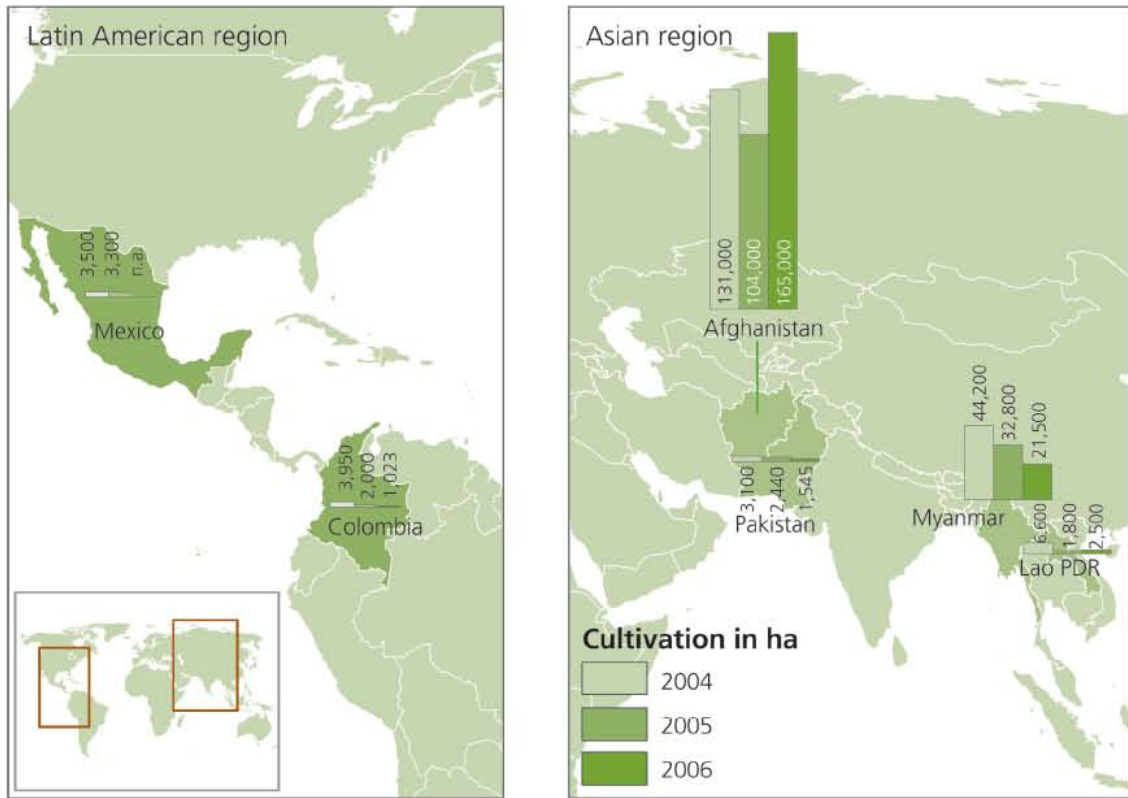 Latin American region
3,500
3,300
n.a.
Mexico
3,950
2,000
1,023
Colombia
Asian region
131,000
104,000
165,000
Afghanistan
3,100
2,440
1,545
Pakistan
44,200
32,800
21,500
Myanmar
6,600
1,800
2,500
Lao PDR
Cultivation in ha
2004
2005
2006